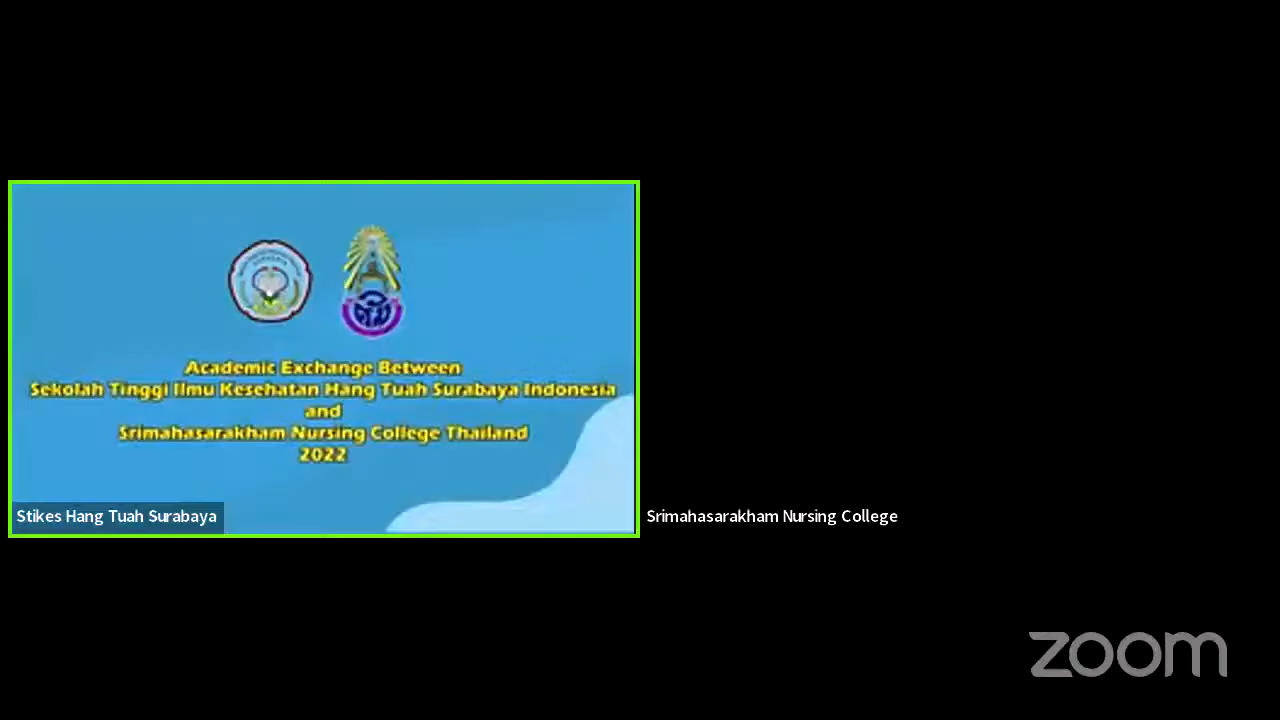 Academic Exchange Between
Sekolah Tinggi Ilmu Kesehatan Hang Tuah Surabaya Indonesia
and
Srimahasarakham Nursing College Thailand
2022
Stikes Hang Tuah Surabaya
Srimahasarakham Nursing College
zoom